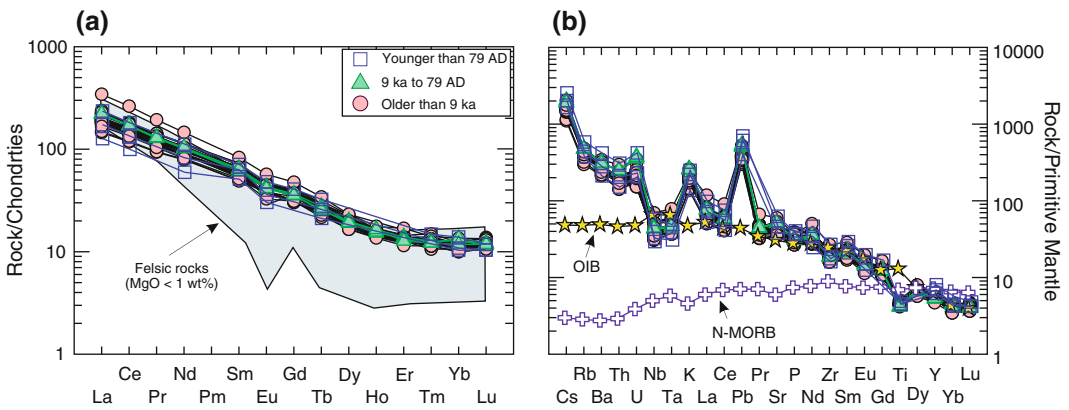 (a)
1000
100
10
1
Rock/Chondrties
Younger than 79 AD
9 ka to 79 AD
Older than 9 ka
Felsic rocks
(MgO < 1 wt%)
Ce Nd Sm Gd Dy Er Yb
La Pr Pm Eu Tb Ho Tm Lu
(b)
10000
1000
100
10
1
Rock/Primitive Mantle
OIB
N-MORB
Rb Th Nb K Ce Pr P Zr Eu Ti Y Lu
Cs Ba U Ta La Pb Sr Nd Sm Gd Dy Yb